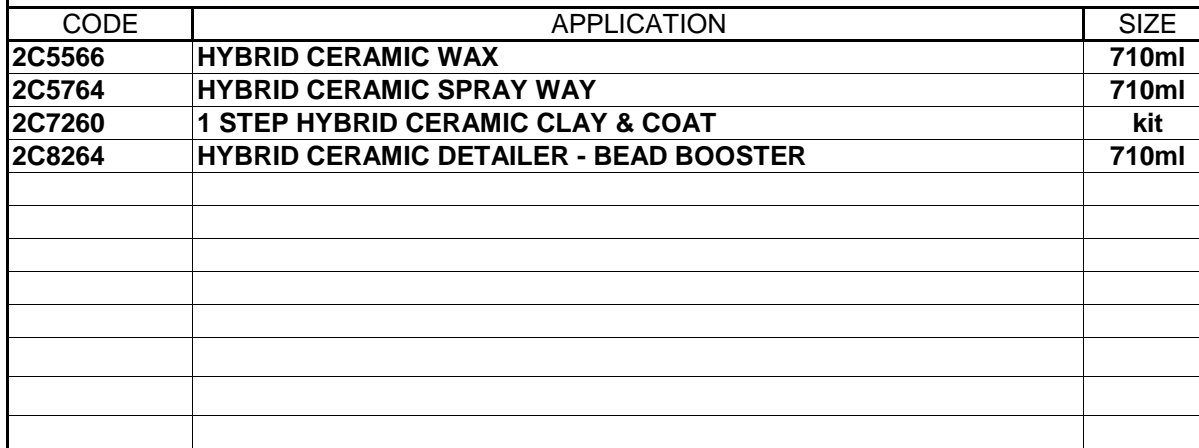 CODE APPLICATION SIZE
2C5566 HYBRID CERAMIC WAX 710ml
2C5764 HYBRID CERAMIC SPRAY WAY 710ml
2C7260 1 STEP HYBRID CERAMIC CLAY & COAT kit
2C8264 HYBRID CERAMIC DETAILER - BEAD BOOSTER 710ml